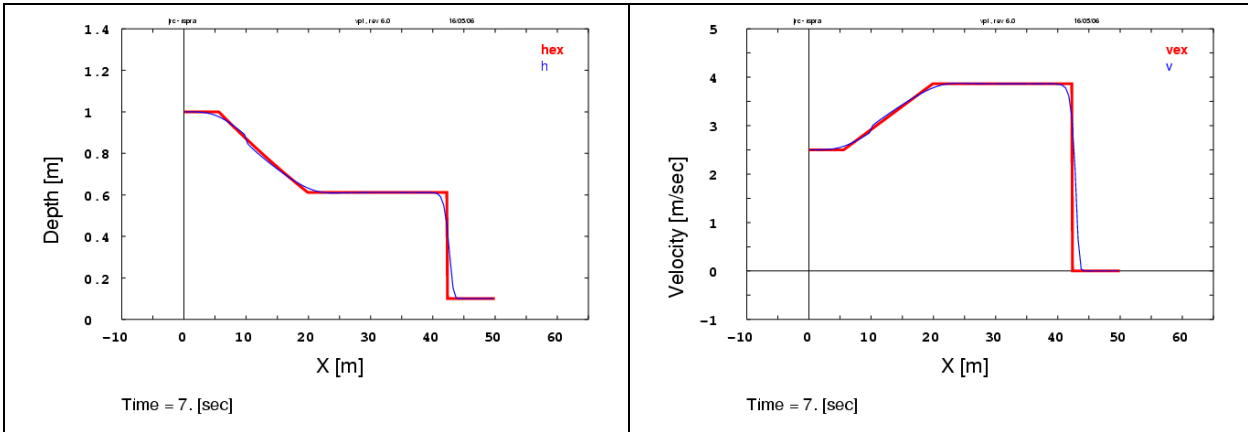 jrc-ispra vpl, rev 6.0 16/05/06
1.4
1.2
1
0.8
0.6
0.4
0.2
0
-10 0 10 20 30 40 50 60
Depth [m]
X [m]
hex
h
Time = 7. [sec]
jrc-ispra vpl, rev 6.0 16/05/06
5
4
3
2
1
0
-1
-10 0 10 20 30 40 50 60
Velocity [m/sec]
X [m]
vex
v
Time = 7. [sec]